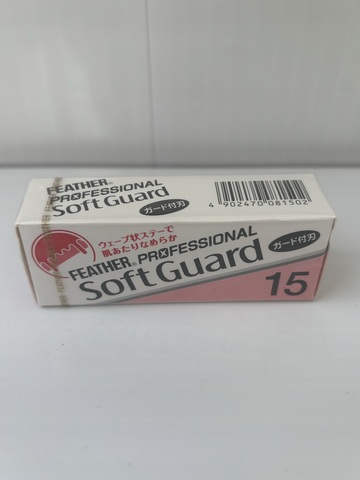 FEATHER®
PROFESSIONAL
Soft Guard
ガード付刃
4 902470 081502
ウェーブ状ステーで
肌あたりなめらか
FEATHER® PROFESSIONAL
Soft Guard
ガード付刃
15